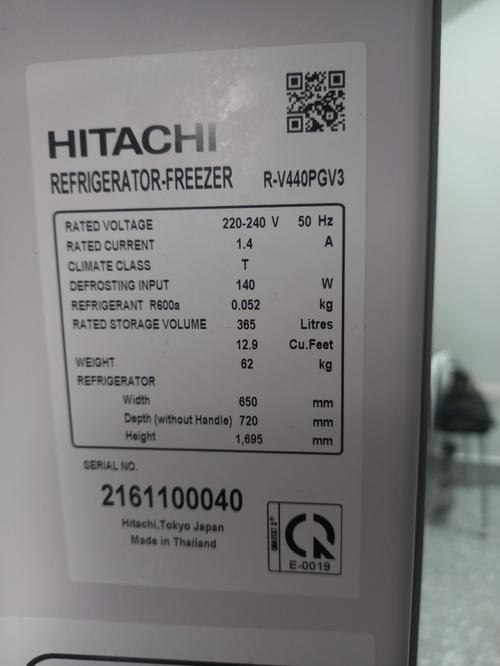 HITACHI
REFRIGERATOR-FREEZER R-V440PGV3
RATED VOLTAGE 220-240 V 50 Hz
RATED CURRENT 1.4 A
CLIMATE CLASS T
DEFROSTING INPUT 140 W
REFRIGERANT R600a 0.052 kg
RATED STORAGE VOLUME 365 Litres
12.9 Cu.Feet
WEIGHT 62 kg
REFRIGERATOR
Width 650 mm
Depth (without Handle) 720 mm
Height 1,695 mm
SERIAL NO.
2161100040
Hitachi,Tokyo Japan
Made in Thailand
E-0019